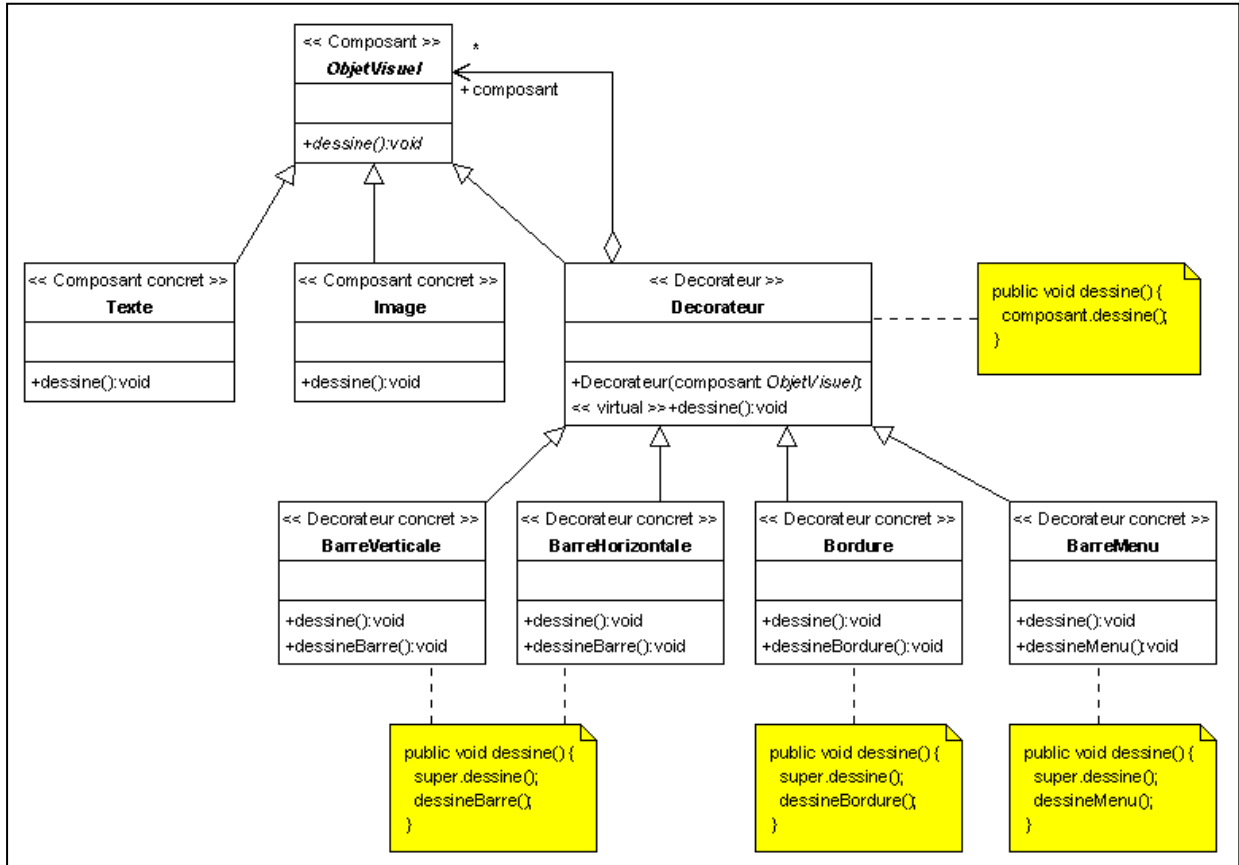 << Composant >>
ObjetVisuel
+dessine():void
*
+ composant
<< Composant concret >>
Texte
+dessine():void
<< Composant concret >>
Image
+dessine():void
<< Decorateur >>
Decorateur
+Decorateur(composant: ObjetVisuel);
<< virtual >>+dessine():void
public void dessine() {
composant.dessine();
}
<< Decorateur concret >>
BarreVerticale
+dessine():void
+dessineBarre():void
<< Decorateur concret >>
BarreHorizontale
+dessine():void
+dessineBarre():void
<< Decorateur concret >>
Bordure
+dessine():void
+dessineBordure():void
<< Decorateur concret >>
BarreMenu
+dessine():void
+dessineMenu():void
public void dessine() {
super.dessine();
dessineBarre();
}
public void dessine() {
super.dessine();
dessineBordure();
}
public void dessine() {
super.dessine();
dessineMenu();
}